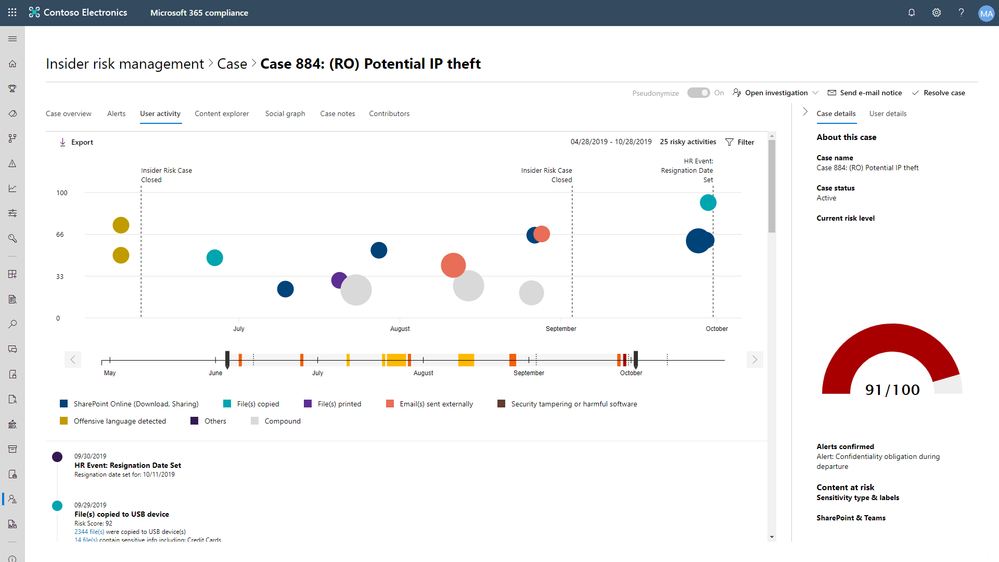 Contoso Electronics
Microsoft 365 compliance
?
MA
Insider risk management > Case > Case 884: (RO) Potential IP theft
Pseudonymize On
Open investigation
Send e-mail notice
Resolve case
Case overview
Alerts
User activity
Content explorer
Social graph
Case notes
Contributors
Export
04/28/2019 - 10/28/2019
25 risky activities
Filter
Insider Risk Case
Closed
Insider Risk Case
Closed
HR Event:
Resignation Date
Set
100
66
33
0
July
August
September
October
May
June
July
August
September
October
SharePoint Online (Download, Sharing)
File(s) copied
File(s) printed
Email(s) sent externally
Security tampering or harmful software
Offensive language detected
Others
Compound
09/30/2019
HR Event: Resignation Date Set
Resignation date set for: 10/11/2019
09/29/2019
File(s) copied to USB device
Risk Score: 92
2344 file(s) were copied to USB device(s)
14 file(s) contain sensitive info including: Credit Cards
Case details
User details
About this case
Case name
Case 884: (RO) Potential IP theft
Case status
Active
Current risk level
91/100
Alerts confirmed
Alert: Confidentiality obligation during
departure
Content at risk
Sensitivity type & labels
SharePoint & Teams